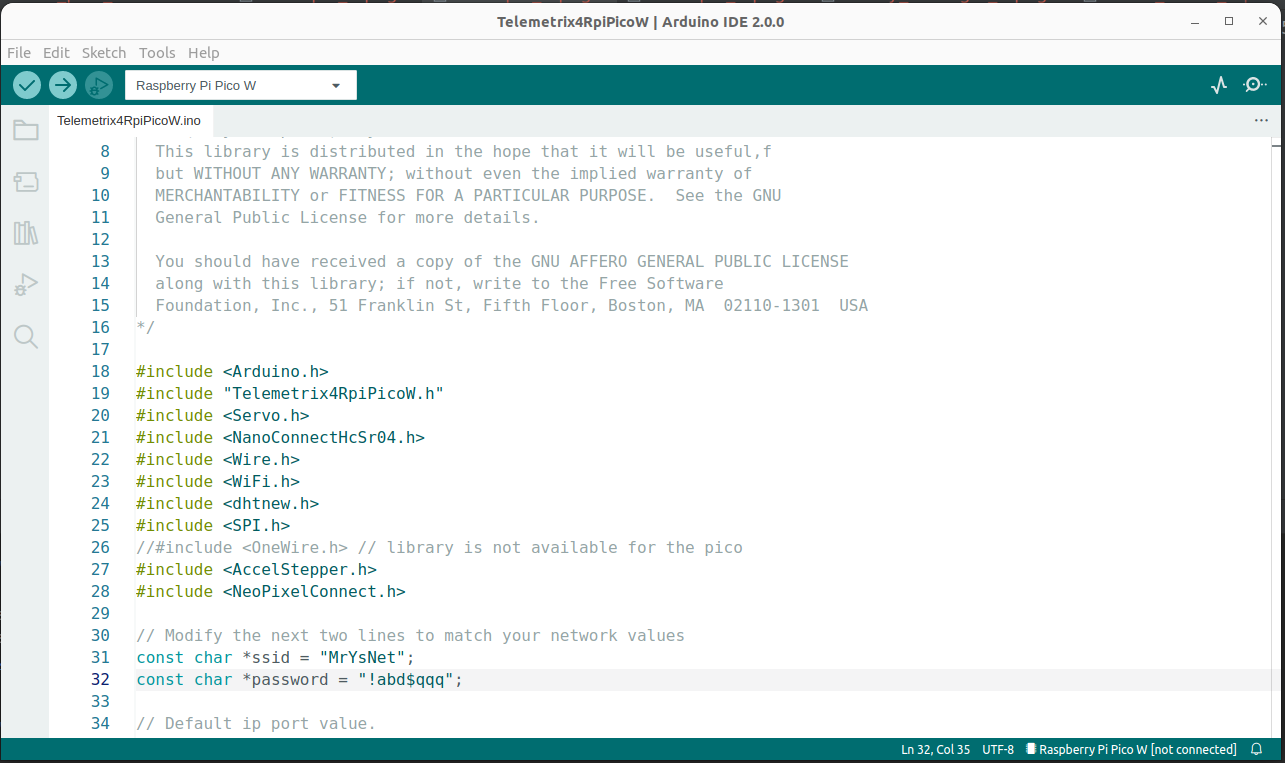 Telemetrix4RpiPicoW | Arduino IDE 2.0.0
File Edit Sketch Tools Help
Raspberry Pi Pico W
Telemetrix4RpiPicoW.ino
8 This library is distributed in the hope that it will be useful,f
9 but WITHOUT ANY WARRANTY; without even the implied warranty of
10 MERCHANTABILITY or FITNESS FOR A PARTICULAR PURPOSE.  See the GNU
11 General Public License for more details.
12
13 You should have received a copy of the GNU AFFERO GENERAL PUBLIC LICENSE
14 along with this library; if not, write to the Free Software
15 Foundation, Inc., 51 Franklin St, Fifth Floor, Boston, MA  02110-1301  USA
16 */
17
18 #include <Arduino.h>
19 #include "Telemetrix4RpiPicoW.h"
20 #include <Servo.h>
21 #include <NanoConnectHcSr04.h>
22 #include <Wire.h>
23 #include <WiFi.h>
24 #include <dhtnew.h>
25 #include <SPI.h>
26 //#include <OneWire.h> // library is not available for the pico
27 #include <AccelStepper.h>
28 #include <NeoPixelConnect.h>
29
30 // Modify the next two lines to match your network values
31 const char *ssid = "MrYsNet";
32 const char *password = "!abd$qqq";
33
34 // Default ip port value.
Ln 32, Col 35 UTF-8 Raspberry Pi Pico W [not connected]